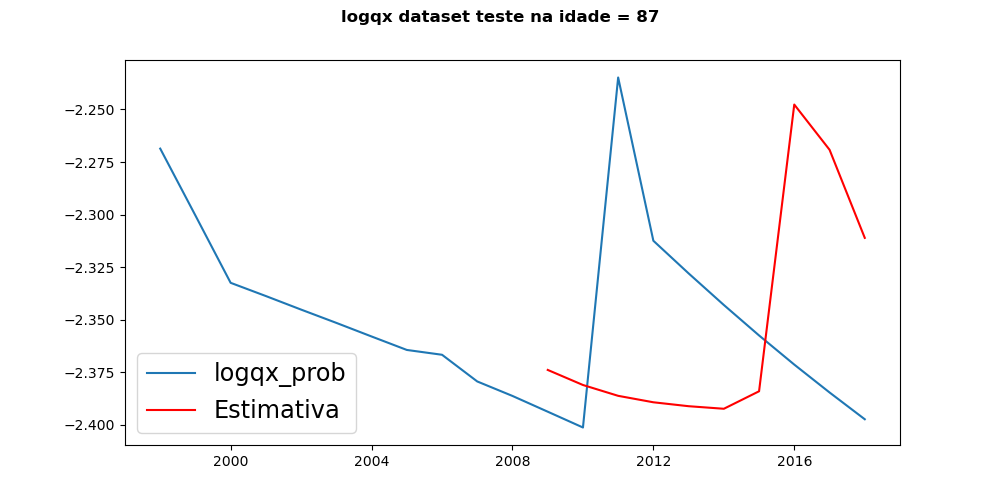 logqx dataset teste na idade = 87
−2.250
−2.275
−2.300
−2.325
−2.350
−2.375
−2.400
logqx_prob
Estimativa
2000 2004 2008 2012 2016